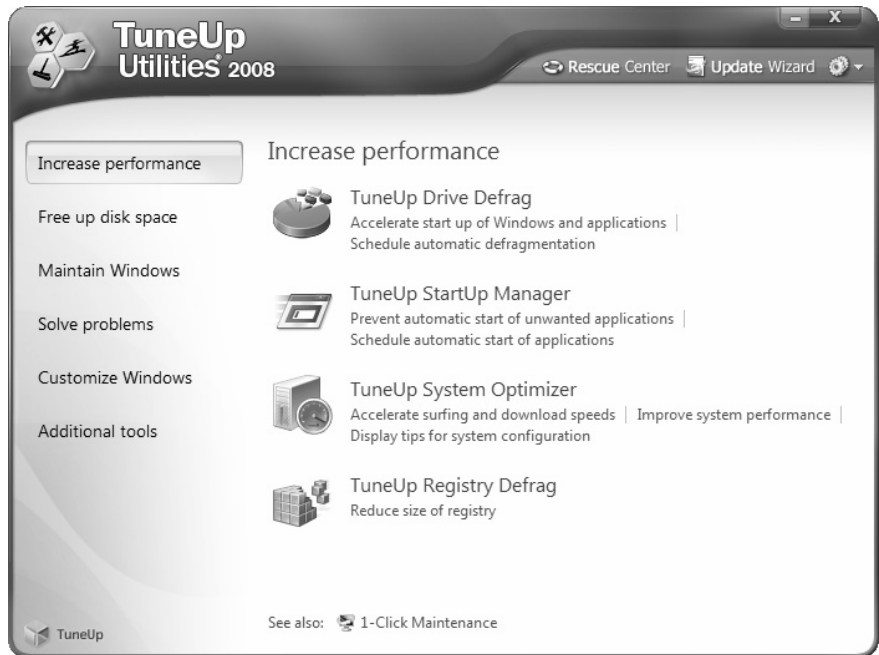 TuneUp
Utilities® 2008
Rescue Center Update Wizard
Increase performance
Free up disk space
Maintain Windows
Solve problems
Customize Windows
Additional tools
TuneUp
Increase performance
TuneUp Drive Defrag
Accelerate start up of Windows and applications
Schedule automatic defragmentation
TuneUp StartUp Manager
Prevent automatic start of unwanted applications
Schedule automatic start of applications
TuneUp System Optimizer
Accelerate surfing and download speeds | Improve system performance
Display tips for system configuration
TuneUp Registry Defrag
Reduce size of registry
See also: 1-Click Maintenance